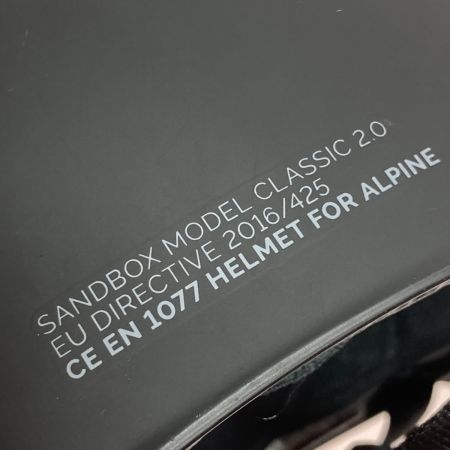 SANDBOX MODEL CLASSIC 2.0
EU DIRECTIVE 2016/425
CE EN 1077 HELMET FOR ALPINE